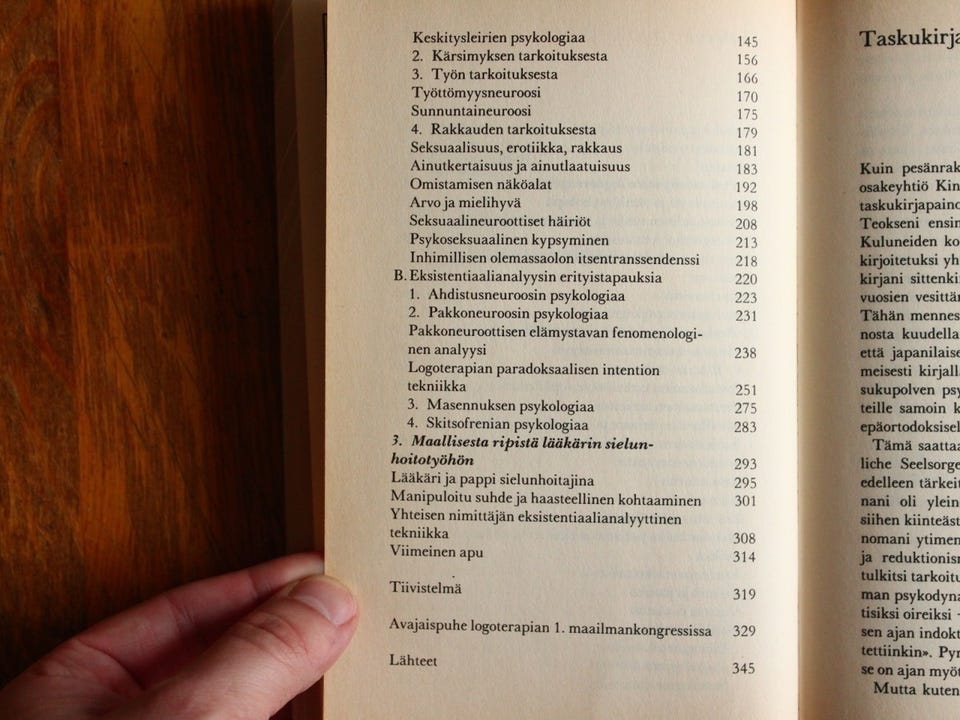 Keskitysleirien psykologiaa 145
2. Kärsimyksen tarkoituksesta 156
3. Työn tarkoituksesta 166
Työttömyysneuroosi 170
Sunnuntaineuroosi 175
4. Rakkauden tarkoituksesta 179
Seksuaalisuus, erotiikka, rakkaus 181
Ainutkertaisuus ja ainutlaatuisuus 183
Omistamisen näköalat 192
Arvo ja mielihyvä 198
Seksuaalineuroottiset häiriöt 208
Psykoseksuaalinen kypsyminen 213
Inhimillisen olemassaolon itsentranssendenssi 218
B. Eksistentiaalianalyysin erityistapauksia 220
1. Ahdistusneuroosin psykologiaa 223
2. Pakkoneuroosin psykologiaa 231
Pakkoneuroottisen elämystavan fenomenologi-
nen analyysi 238
Logoterapian paradoksaalisen intention
tekniikka 251
3. Masennuksen psykologiaa 275
4. Skitsofrenian psykologiaa 283
3. Maallisesta ripistä lääkärin sielun-
hoitotyöhön 293
Lääkäri ja pappi sielunhoitajina 295
Manipuloitu suhde ja haasteellinen kohtaaminen 301
Yhteisen nimittäjän eksistentiaalianalyyttinen
tekniikka 308
Viimeinen apu 314
Tiivistelmä 319
Avajaispuhe logoterapian 1. maailmankongressissa 329
Lähteet 345
Taskukirja
Kuin pesänrak
osakeyhtiö Kin
taskukirjapaino
Teokseni ensin
Kuluneiden ko
kirjoitetuksi yh
kirjani sittenki
vuosien vesittän
Tähän mennes
nosta kuudella
että japanilaise
meisesti kirjall
sukupolven psy
teille samoin k
epäortodoksisel
Tämä saattaa
liche Seelsorge
edelleen tärkeit
nani oli ylein
siihen kiinteäst
nomani ytimen
ja reduktionism
tulkitsi tarkoitu
man psykodyna
tisiksi oireiksi -
sen ajan indokt
tettiinkin». Pyr
se on ajan myöt
Mutta kuten